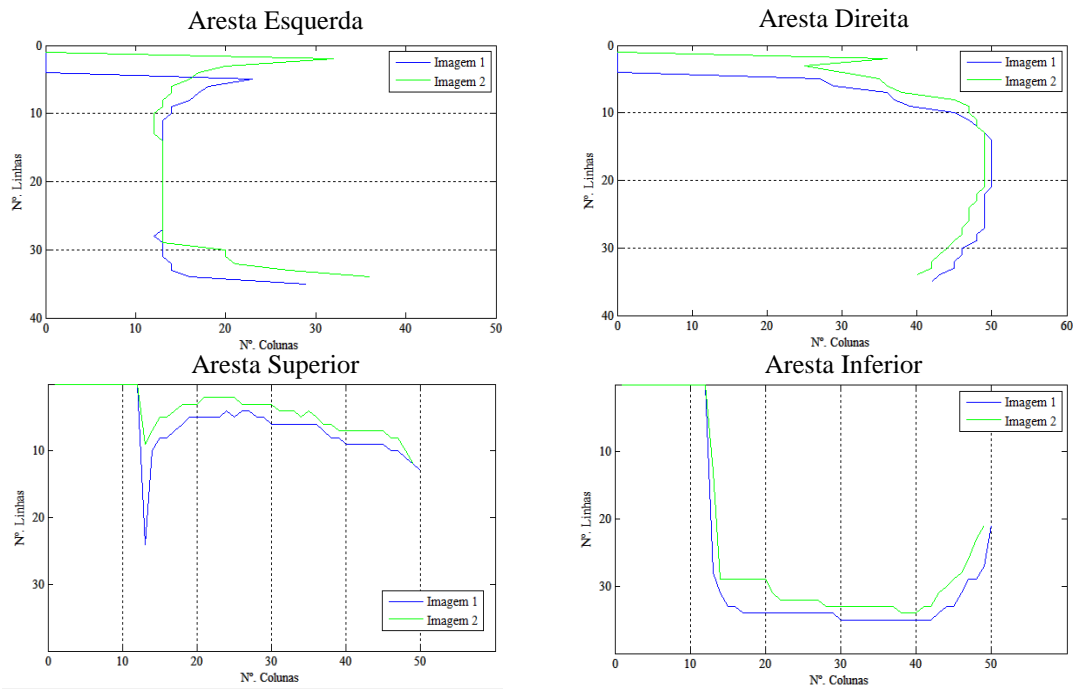 Aresta Esquerda
0
10
20
30
40
Nº. Linhas
0
10
20
30
40
50
Nº. Colunas
Imagem 1
Imagem 2
Aresta Direita
0
10
20
30
40
Nº. Linhas
0
10
20
30
40
50
60
Nº. Colunas
Imagem 1
Imagem 2
Aresta Superior
10
20
30
Nº. Linhas
0
10
20
30
40
50
Nº. Colunas
Imagem 1
Imagem 2
Aresta Inferior
10
20
30
Nº. Linhas
0
10
20
30
40
50
Nº. Colunas
Imagem 1
Imagem 2